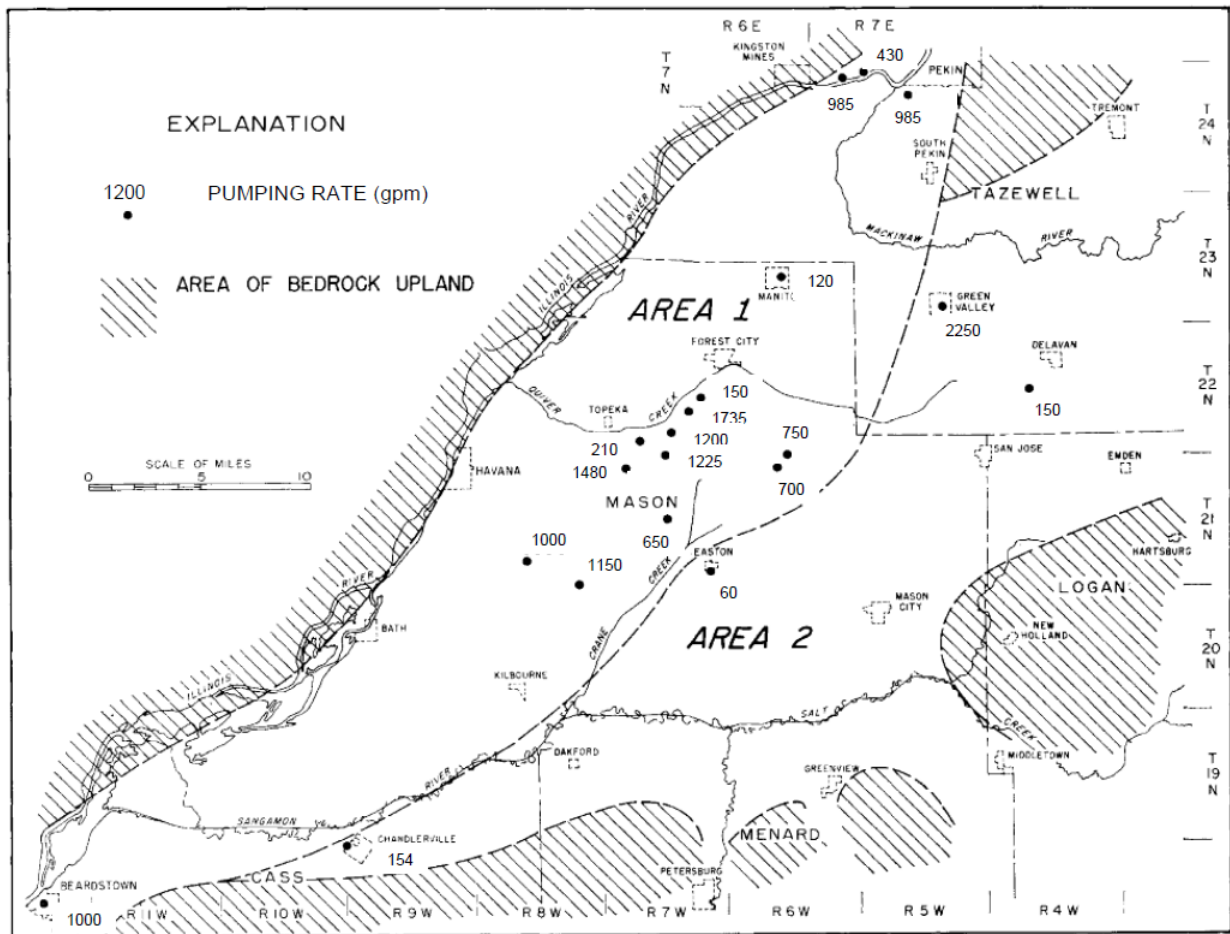 R 6 E R 7 E
KINGSTON
MINES
T
7
N
430
PEKIN
985
985
T
24
N
TREMONT
EXPLANATION
SOUTH
PEKIN
1200 PUMPING RATE (gpm)
TAZEWELL
RIVER
MACKINAW
RIVER
T
23
N
AREA OF BEDROCK UPLAND
ILLINOIS
AREA 1
MANITO
120
GREEN
VALLEY
2250
FOREST CITY
DELAVAN
T
22
N
QUIVER
CREEK
TOPEKA
150
150
1735
210
1200
750
1480
1225
SAN JOSE
EMDEN
SCALE OF MILES
0 5 10
HAVANA
700
MASON
T
21
N
650
1000
1150
EASTON
60
HARTSBURG
CREEK
CRANE
LOGAN
RIVER
MASON
CITY
BATH
AREA 2
NEW
HOLLAND
T
20
N
KILBOURNE
ILLINOIS
SALT
CREEK
OAKFORD
MIDDLETOWN
GREENVIEW
T
19
N
RIVER
SANGAMON
MENARD
CHANDLERVILLE
154
CASS
PETERSBURG
BEARDSTOWN
1000
R 11 W R 10 W R 9 W R 8 W R 7 W R 6 W R 5 W R 4 W